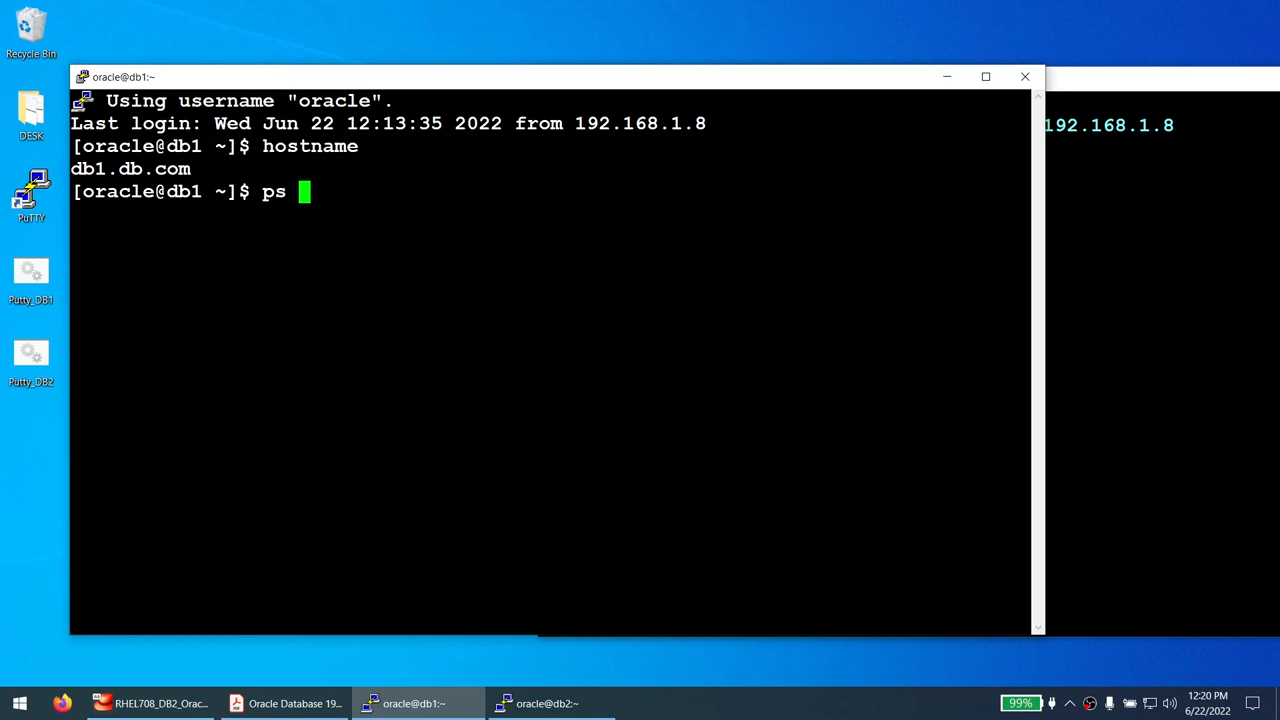 Recycle Bin
DESK
PuTTY
Putty_DB1
Putty_DB2
oracle@db1:~
Using username "oracle".
Last login: Wed Jun 22 12:13:35 2022 from 192.168.1.8
[oracle@db1 ~]$ hostname
db1.db.com
[oracle@db1 ~]$ ps
192.168.1.8
RHEL708_DB2_Orac...
Oracle Database 19...
oracle@db1:~
oracle@db2:~
99%
12:20 PM
6/22/2022